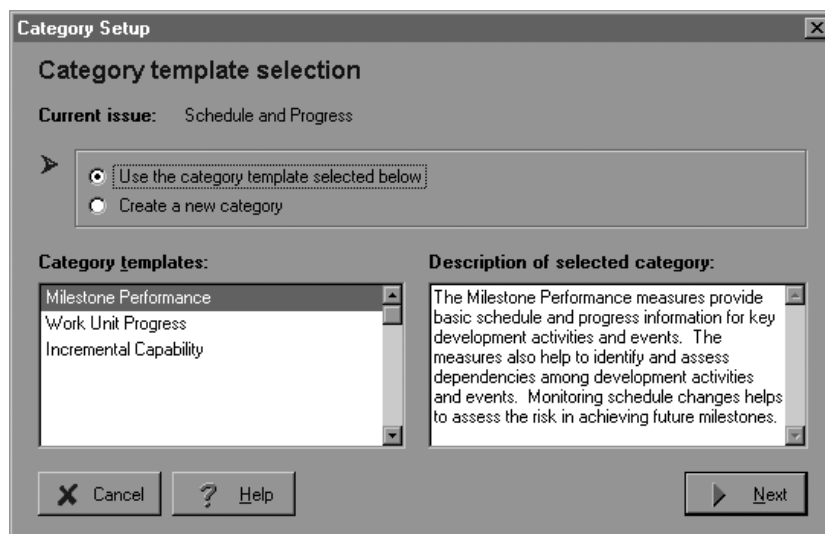 Category Setup
Category template selection
Current issue: Schedule and Progress
Use the category template selected below
Create a new category
Category templates:
Milestone Performance
Work Unit Progress
Incremental Capability
Description of selected category:
The Milestone Performance measures provide
basic schedule and progress information for key
development activities and events. The
measures also help to identify and assess
dependencies among development activities
and events. Monitoring schedule changes helps
to assess the risk in achieving future milestones.
Cancel
Help
Next